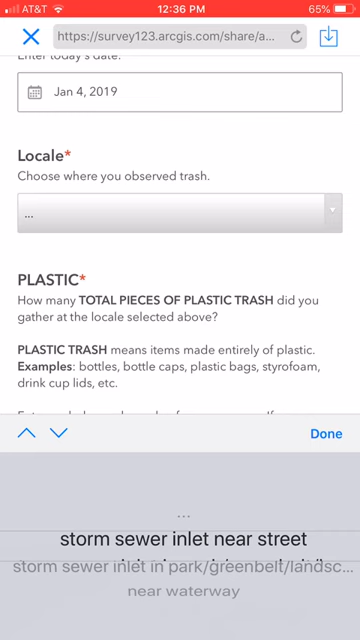 AT&T 12:36 PM 65%
https://survey123.arcgis.com/share/a...
Enter today's date.
Jan 4, 2019
Locale*
Choose where you observed trash.
...
PLASTIC*
How many TOTAL PIECES OF PLASTIC TRASH did you
gather at the locale selected above?
PLASTIC TRASH means items made entirely of plastic.
Examples: bottles, bottle caps, plastic bags, styrofoam,
drink cup lids, etc.
Done
...
storm sewer inlet near street
storm sewer inlet in park/greenbelt/landsc...
near waterway